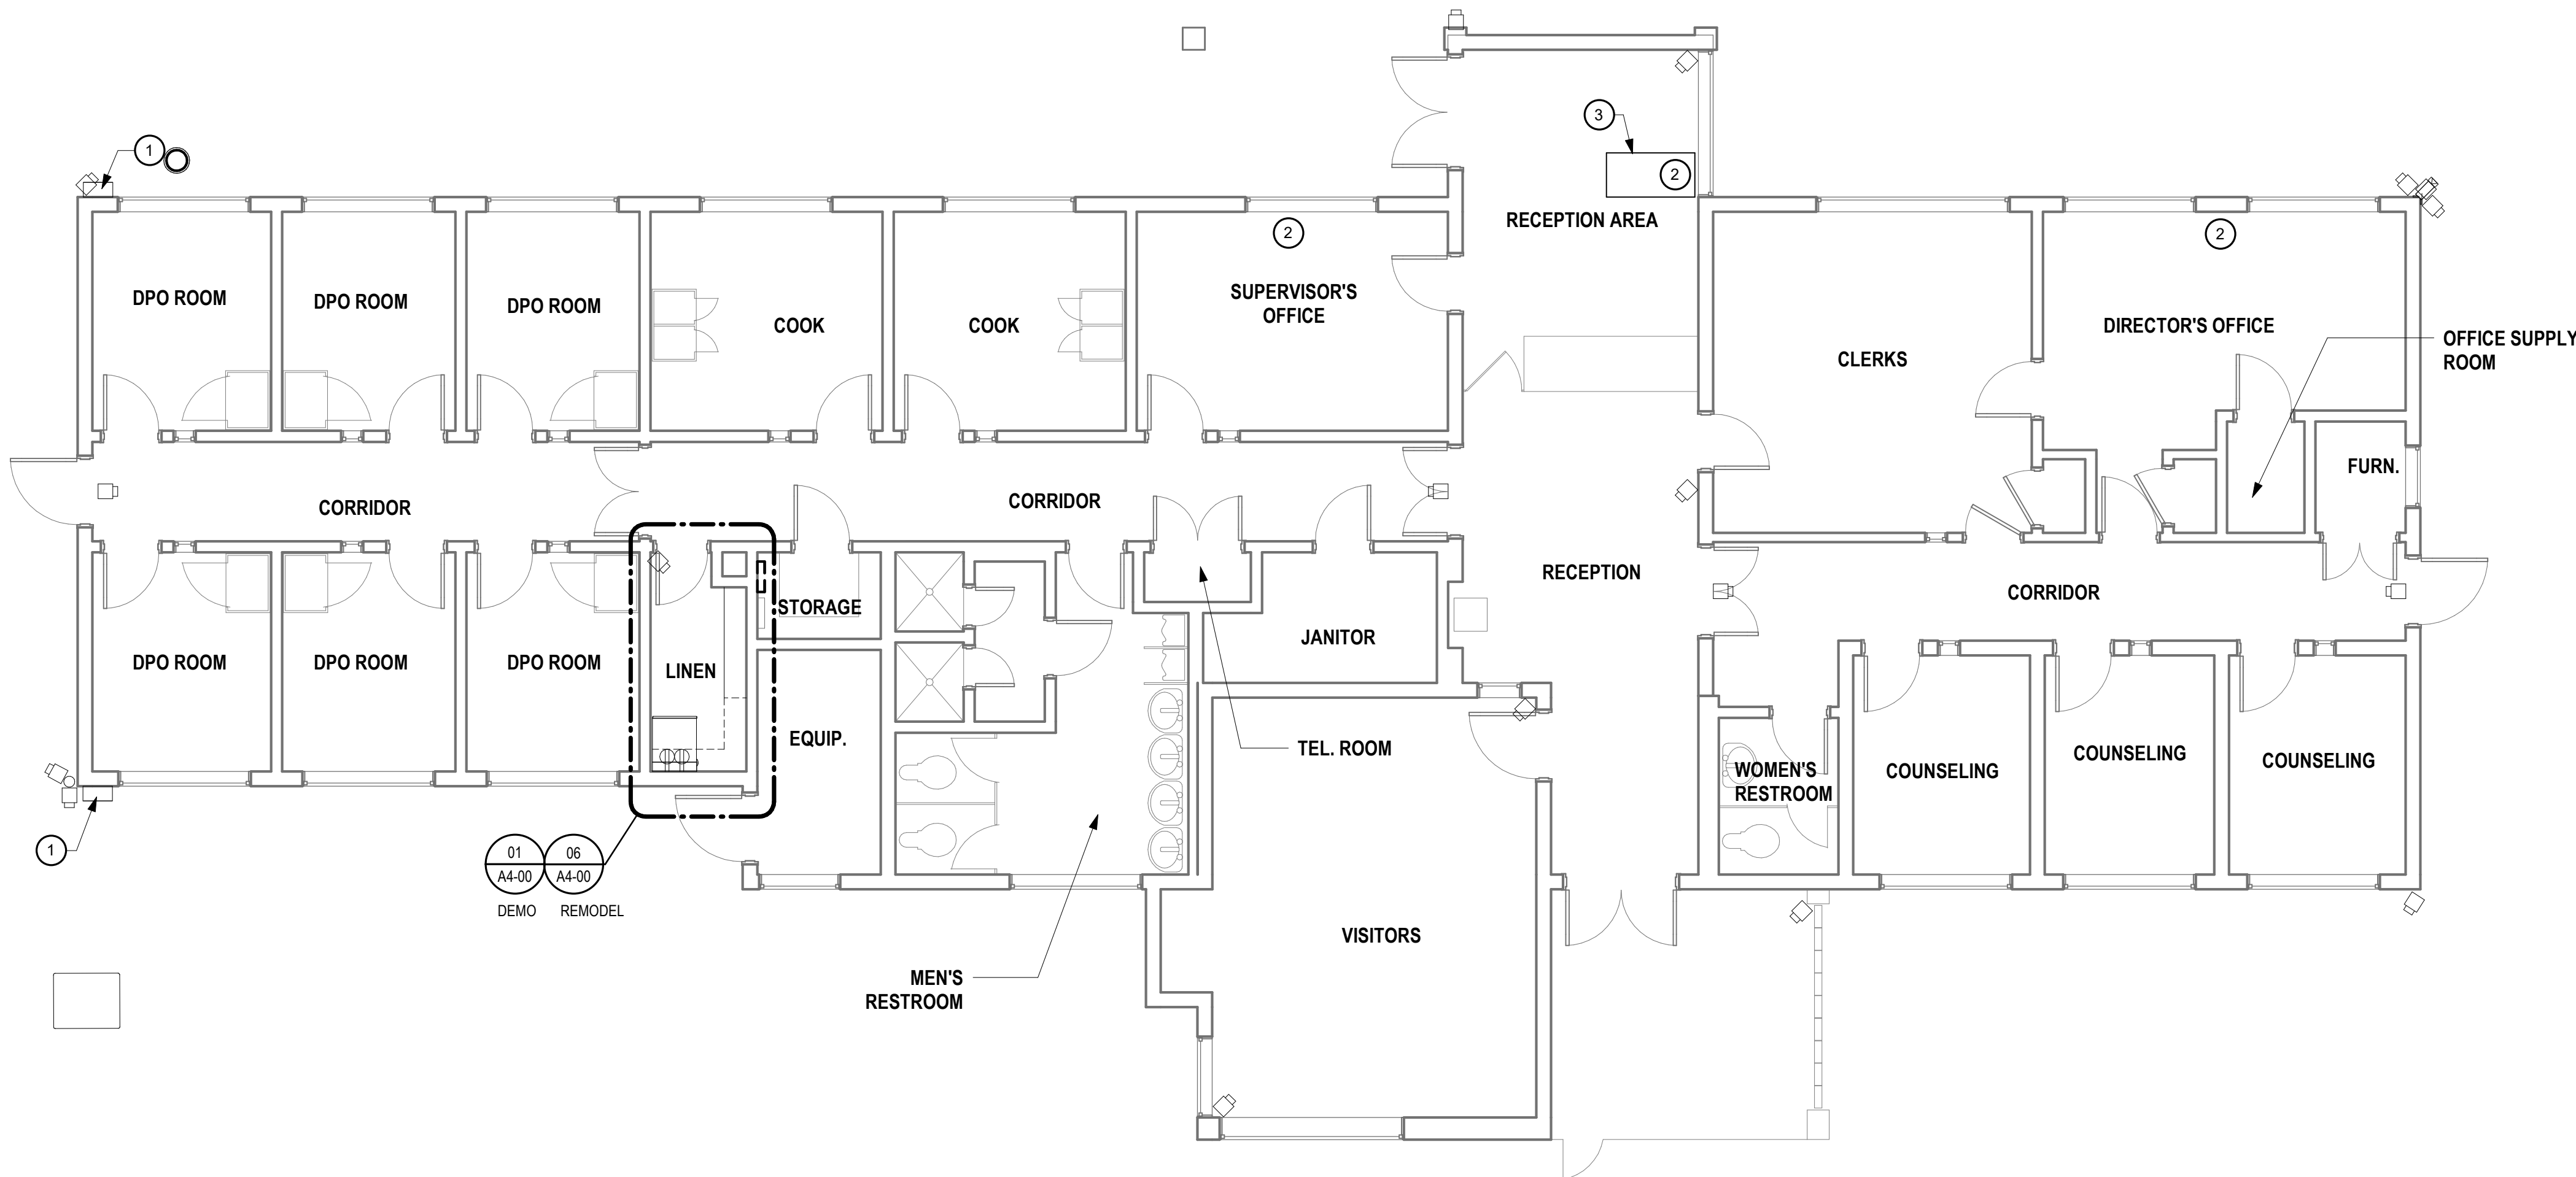 3
1
2
RECEPTION AREA
2
2
DPO ROOM
DPO ROOM
DPO ROOM
COOK
COOK
SUPERVISOR'S
OFFICE
CLERKS
DIRECTOR'S OFFICE
OFFICE SUPPLY
ROOM
FURN.
CORRIDOR
CORRIDOR
RECEPTION
CORRIDOR
STORAGE
JANITOR
DPO ROOM
DPO ROOM
DPO ROOM
LINEN
EQUIP.
TEL. ROOM
WOMEN'S
RESTROOM
COUNSELING
COUNSELING
COUNSELING
1
01
A4-00
06
A4-00
DEMO
REMODEL
VISITORS
MEN'S
RESTROOM